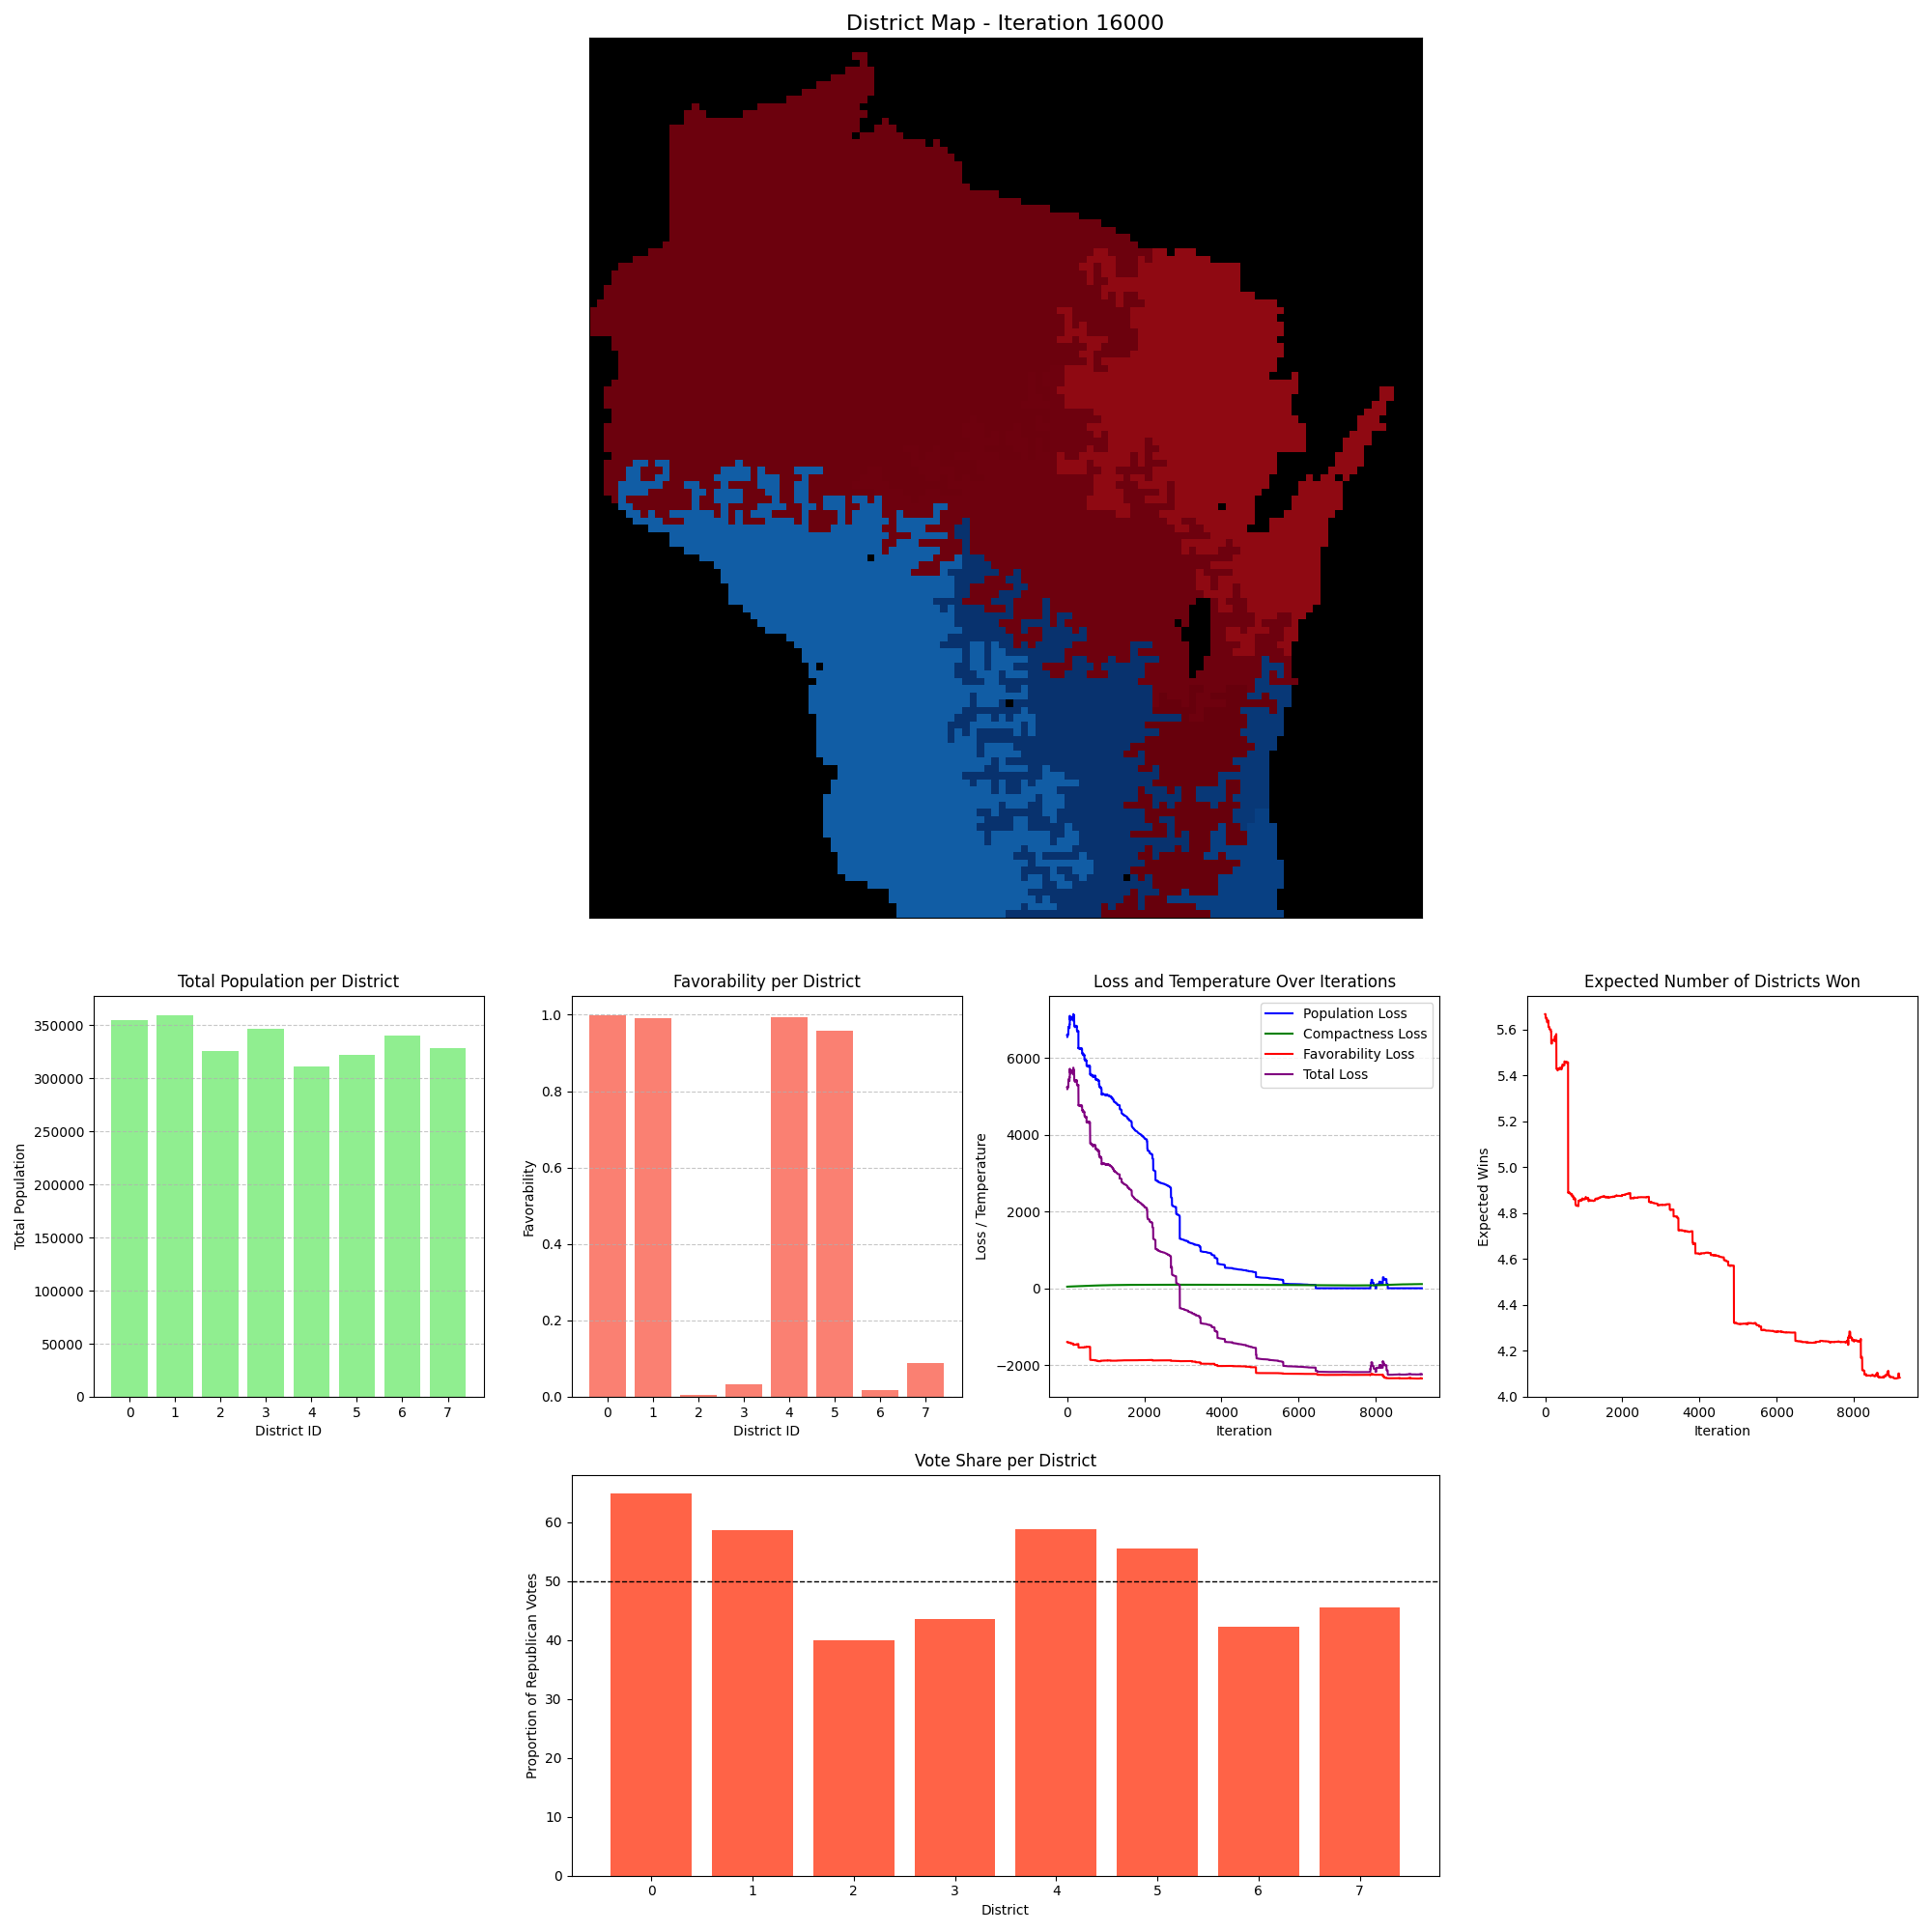 District Map - Iteration 16000
Total Population per District
Total Population
350000
300000
250000
200000
150000
100000
50000
0
0 1 2 3 4 5 6 7
District ID
Favorability per District
Favorability
1.0
0.8
0.6
0.4
0.2
0.0
0 1 2 3 4 5 6 7
District ID
Loss and Temperature Over Iterations
Loss / Temperature
Population Loss
Compactness Loss
Favorability Loss
Total Loss
6000
4000
2000
0
−2000
0 2000 4000 6000 8000
Iteration
Expected Number of Districts Won
Expected Wins
5.6
5.4
5.2
5.0
4.8
4.6
4.4
4.2
4.0
0 2000 4000 6000 8000
Iteration
Vote Share per District
Proportion of Republican Votes
60
50
40
30
20
10
0
0 1 2 3 4 5 6 7
District